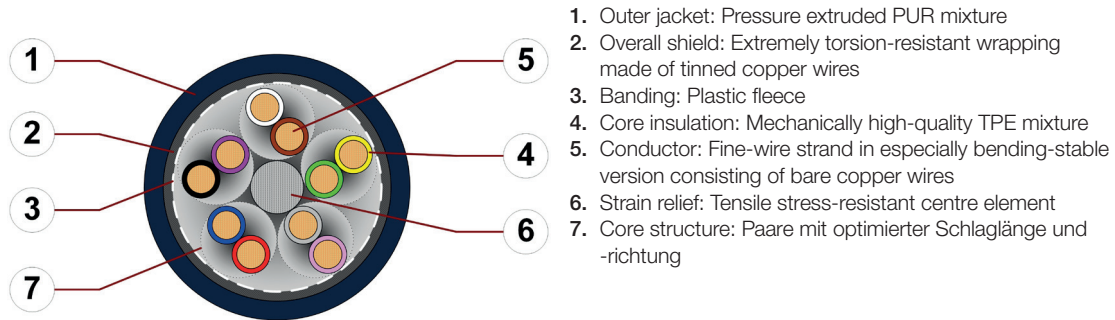 1
2
3
7
5
4
6
1. Outer jacket: Pressure extruded PUR mixture
2. Overall shield: Extremely torsion-resistant wrapping
made of tinned copper wires
3. Banding: Plastic fleece
4. Core insulation: Mechanically high-quality TPE mixture
5. Conductor: Fine-wire strand in especially bending-stable
version consisting of bare copper wires
6. Strain relief: Tensile stress-resistant centre element
7. Core structure: Paare mit optimierter Schlaglänge und
-richtung